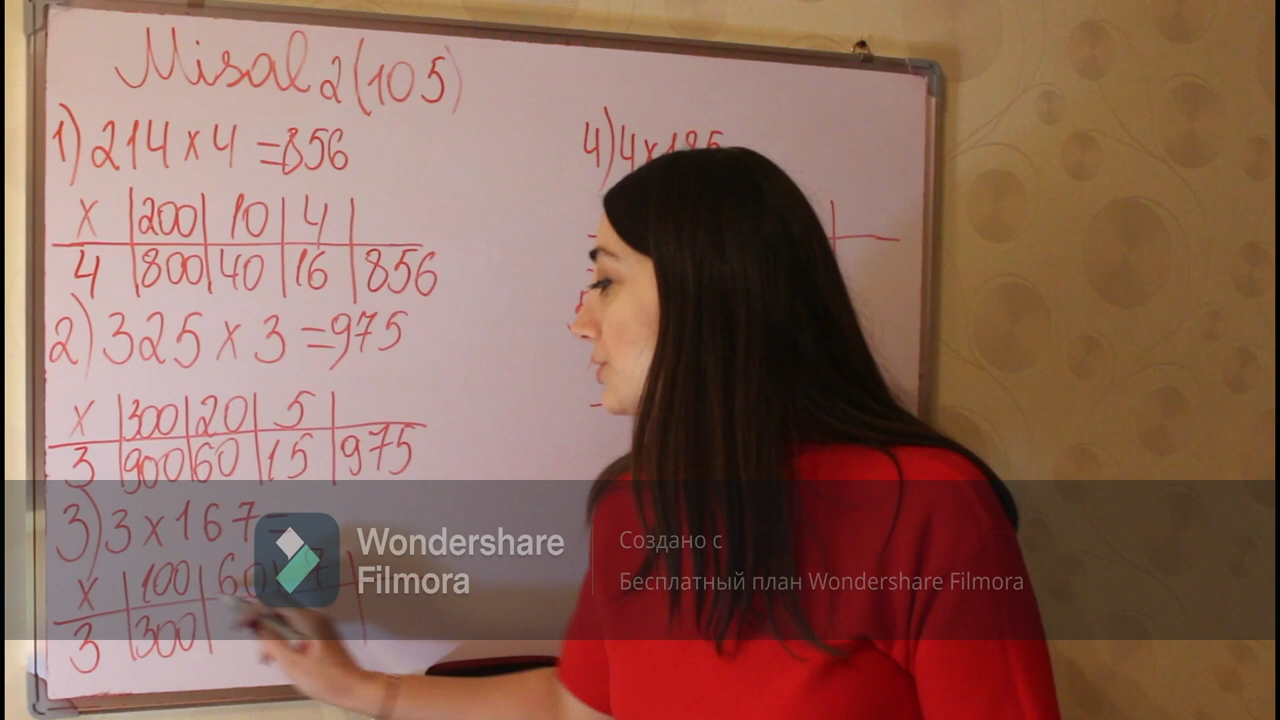 Misal 2(105)
1) 214 x 4 =856
x 200 10 4
4 800 40 16 856
2) 325 x 3 =975
x 300 20 5
3 900 60 15 975
3) 3 x 167=
x 100 60 7
3 300
4) 4 x 185
Wondershare
Filmora
Создано с
Бесплатный план Wondershare Filmora